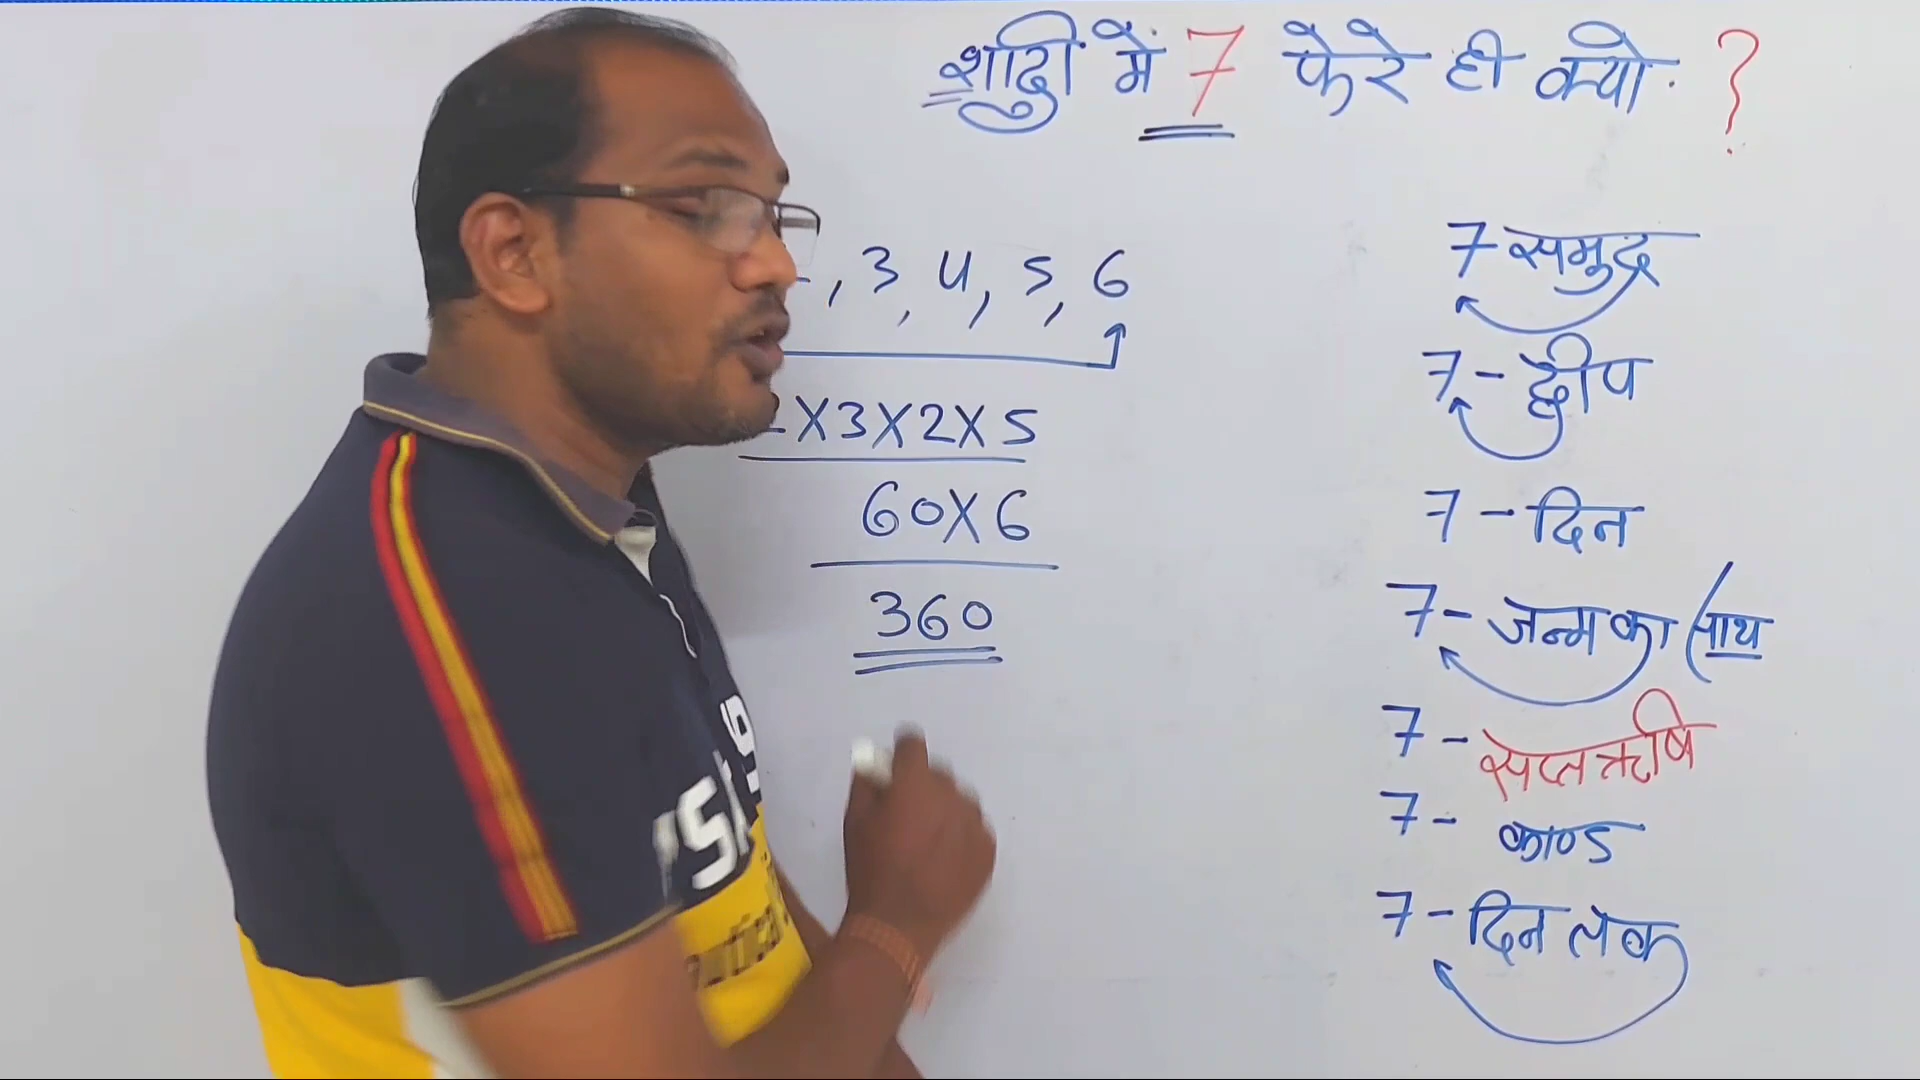 शादी में 7 फेरे ही क्यों ?
, 3, 4, 5, 6
X3X2X5
60X6
360
7 समुद्र
7 - द्वीप
7 - दिन
7 - जन्म का साथ
7 - सप्तऋषि
7 - काण्ड
7 - दिन तक